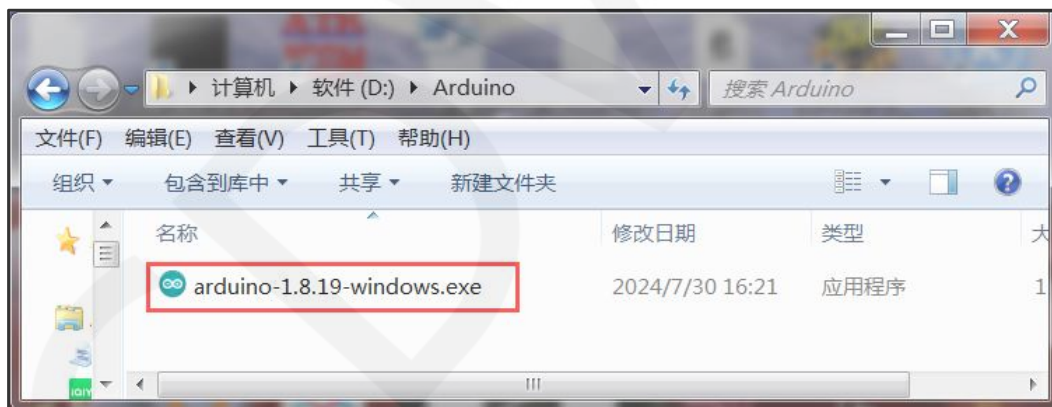 计算机 ▸ 软件 (D:) ▸ Arduino
搜索 Arduino
文件(F) 编辑(E) 查看(V) 工具(T) 帮助(H)
组织 包含到库中 共享 新建文件夹
名称 修改日期 类型 大
arduino-1.8.19-windows.exe 2024/7/30 16:21 应用程序 1